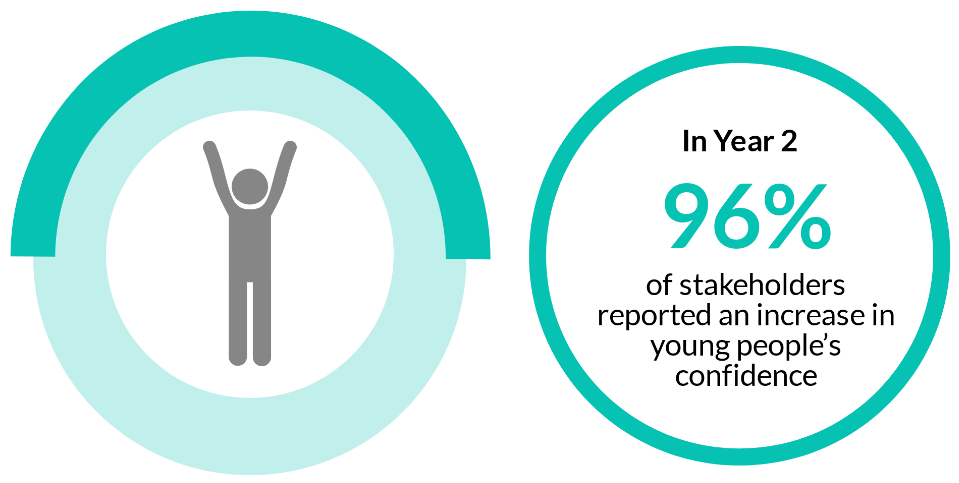 In Year 2
96%
of stakeholders
reported an increase in
young people’s
confidence